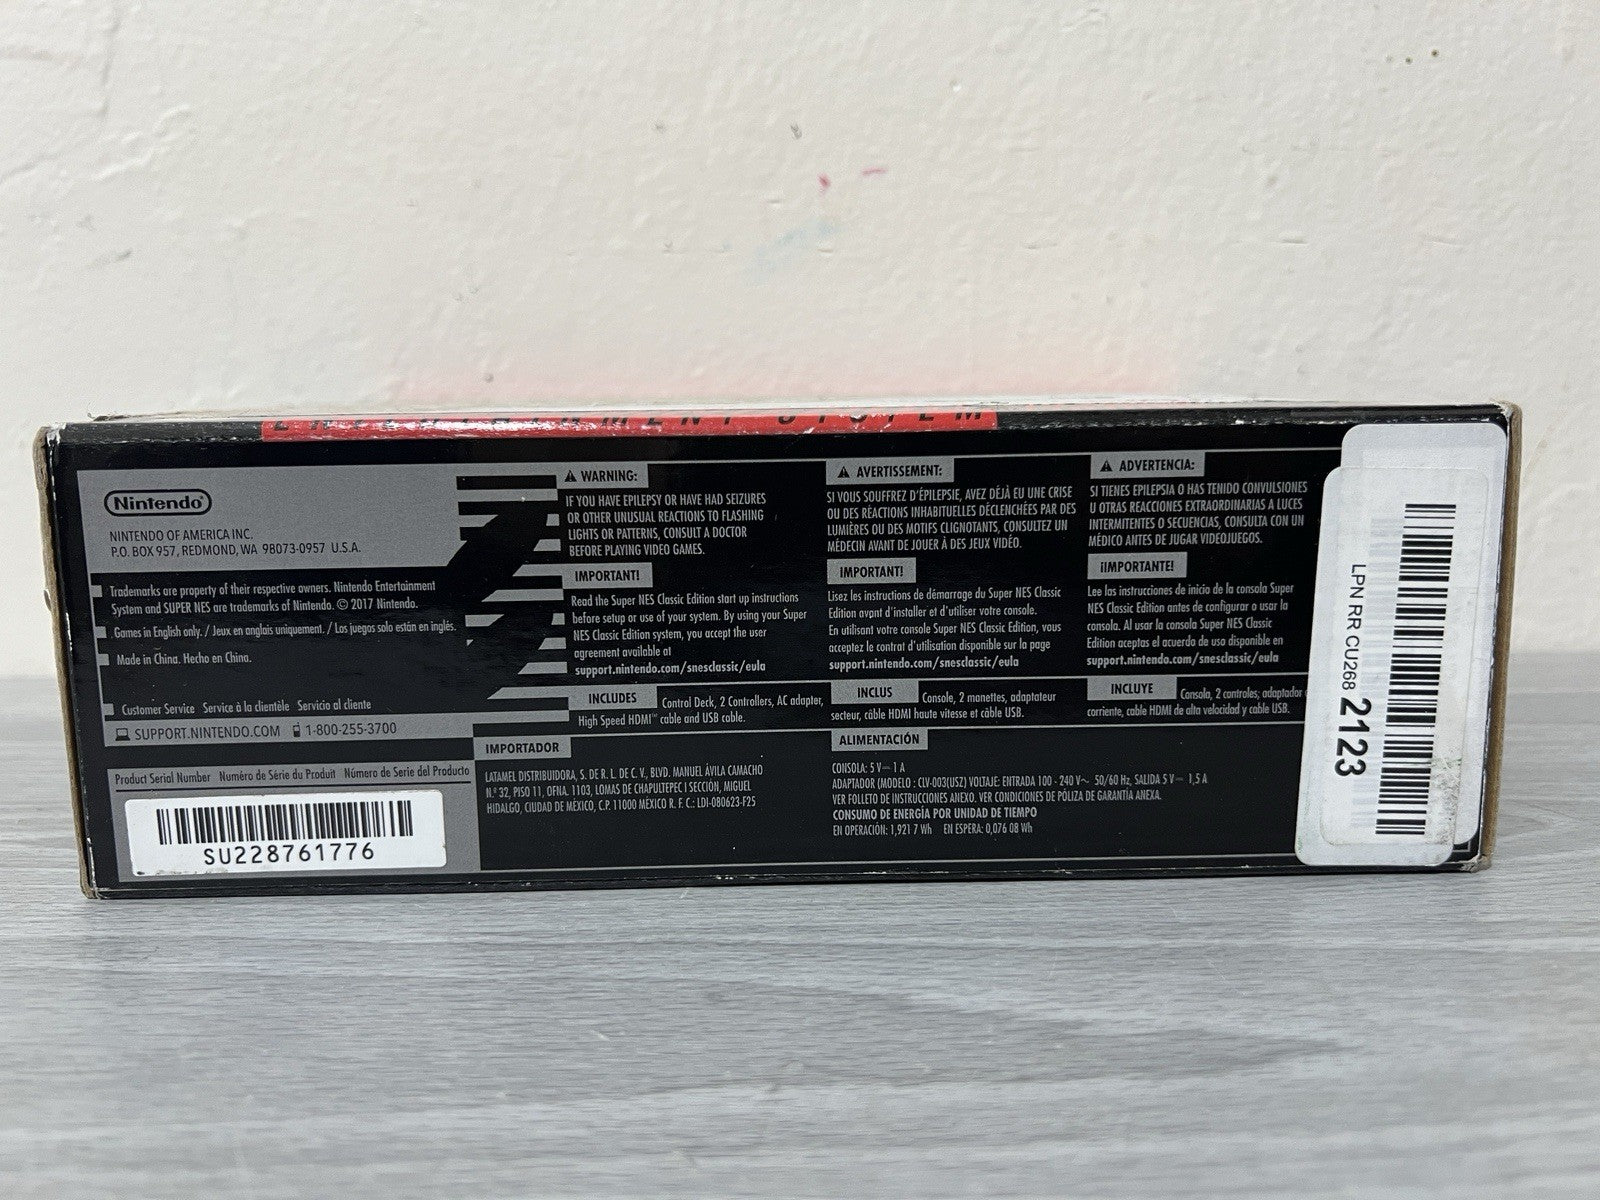 ENTERTAINMENT SYSTEM
Nintendo
NINTENDO OF AMERICA INC.
P.O. BOX 957, REDMOND, WA 98073-0957 U.S.A.
Trademarks are property of their respective owners. Nintendo Entertainment
System and SUPER NES are trademarks of Nintendo. © 2017 Nintendo.
Games in English only. / Jeux en anglais uniquement. / Los juegos solo están en inglés.
Made in China. Hecho en China.
Customer Service Service à la clientèle Servicio al cliente
SUPPORT.NINTENDO.COM 1-800-255-3700
Product Serial Number Numéro de Série du Produit Número de Serie del Producto
SU228761776
WARNING:
IF YOU HAVE EPILEPSY OR HAVE HAD SEIZURES
OR OTHER UNUSUAL REACTIONS TO FLASHING
LIGHTS OR PATTERNS, CONSULT A DOCTOR
BEFORE PLAYING VIDEO GAMES.
IMPORTANT!
Read the Super NES Classic Edition start up instructions
before setup or use of your system. By using your Super
NES Classic Edition system, you accept the user
agreement available at
support.nintendo.com/snesclassic/eula
INCLUDES Control Deck, 2 Controllers, AC adapter,
High Speed HDMI™ cable and USB cable.
AVERTISSEMENT:
SI VOUS SOUFFREZ D'ÉPILEPSIE, AVEZ DÉJÀ EU UNE CRISE
OU DES RÉACTIONS INHABITUELLES DÉCLENCHÉES PAR DES
LUMIÈRES OU DES MOTIFS CLIGNOTANTS, CONSULTEZ UN
MÉDECIN AVANT DE JOUER À DES JEUX VIDÉO.
IMPORTANT!
Lisez les instructions de démarrage du Super NES Classic
Edition avant d'installer et d'utiliser votre console.
En utilisant votre console Super NES Classic Edition, vous
acceptez le contrat d'utilisation disponible sur la page
support.nintendo.com/snesclassic/eula
INCLUS Console, 2 manettes, adaptateur
secteur, câble HDMI haute vitesse et câble USB.
ADVERTENCIA:
SI TIENES EPILEPSIA O HAS TENIDO CONVULSIONES
U OTRAS REACCIONES EXTRAORDINARIAS A LUCES
INTERMITENTES O SECUENCIAS, CONSULTA CON UN
MÉDICO ANTES DE JUGAR VIDEOJUEGOS.
¡IMPORTANTE!
Lee las instrucciones de inicio de la consola Super
NES Classic Edition antes de configurar o usar la
consola. Al usar la consola Super NES Classic
Edition aceptas el acuerdo de uso disponible en
support.nintendo.com/snesclassic/eula
INCLUYE Consola, 2 controles; adaptador
corriente, cable HDMI de alta velocidad y cable USB.
IMPORTADOR
LATAMEL DISTRIBUIDORA, S. DE R. L. DE C. V., BLVD. MANUEL ÁVILA CAMACHO
N.º 32, PISO 11, OFNA. 1103, LOMAS DE CHAPULTEPEC I SECCIÓN, MIGUEL
HIDALGO, CIUDAD DE MÉXICO, C.P. 11000 MÉXICO R. F. C.: LDI-080623-F25
ALIMENTACIÓN
CONSOLA: 5 V⎓ 1 A
ADAPTADOR (MODELO : CLV-003(USZ) VOLTAJE: ENTRADA 100 - 240 V~ 50/60 Hz, SALIDA 5 V⎓ 1,5 A
VER FOLLETO DE INSTRUCCIONES ANEXO. VER CONDICIONES DE PÓLIZA DE GARANTÍA ANEXA.
CONSUMO DE ENERGÍA POR UNIDAD DE TIEMPO
EN OPERACIÓN: 1,921 7 Wh EN ESPERA: 0,076 08 Wh
LPN RR CU268 2123